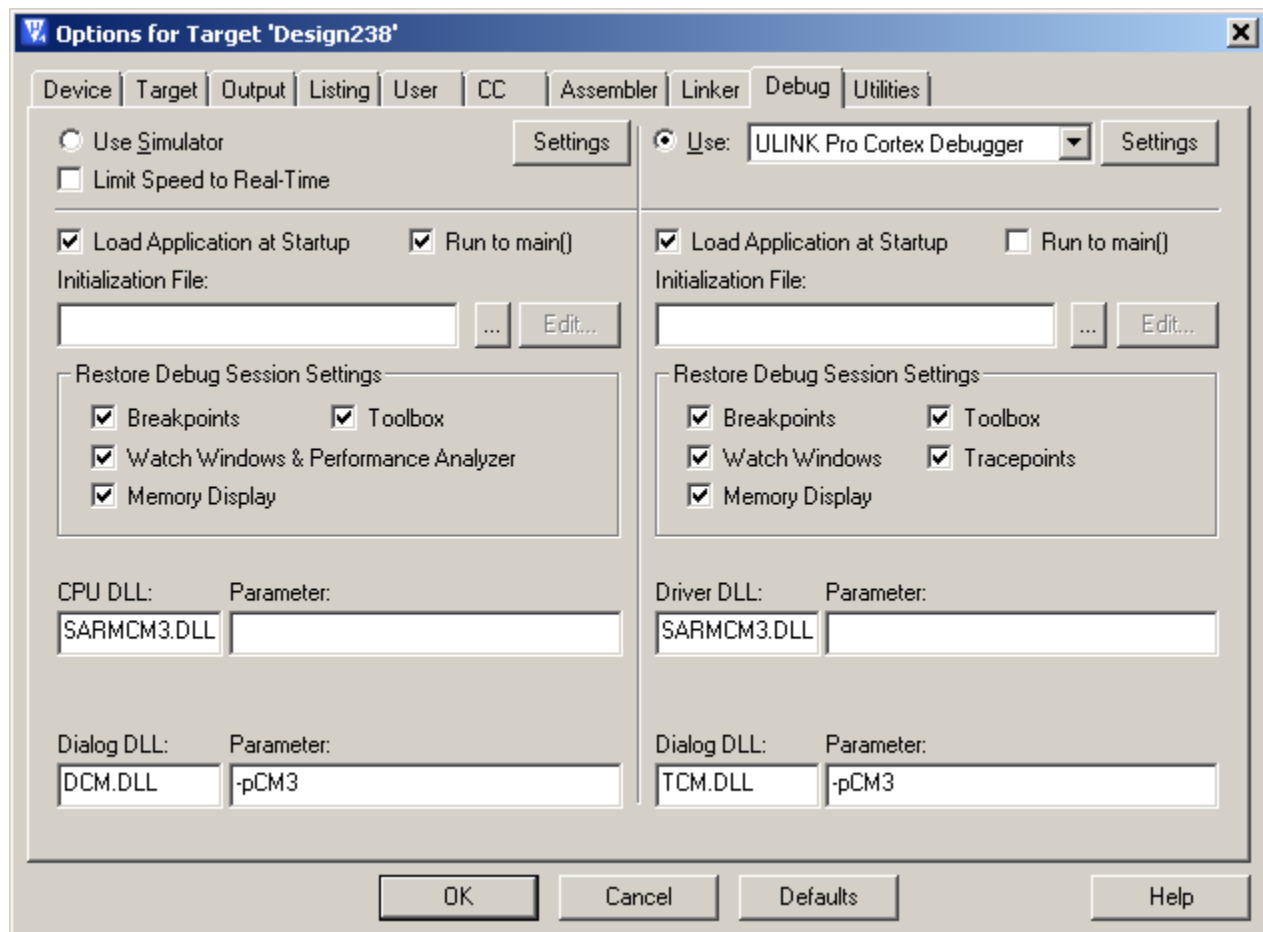 Options for Target 'Design238'
Device Target Output Listing User CC Assembler Linker Debug Utilities
Use Simulator Settings Use: ULINK Pro Cortex Debugger Settings
Limit Speed to Real-Time
Load Application at Startup Run to main() Load Application at Startup Run to main()
Initialization File: Initialization File:
... Edit... ... Edit...
Restore Debug Session Settings Restore Debug Session Settings
Breakpoints Toolbox Breakpoints Toolbox
Watch Windows & Performance Analyzer Watch Windows Tracepoints
Memory Display Memory Display
CPU DLL: Parameter: Driver DLL: Parameter:
SARMCM3.DLL SARMCM3.DLL
Dialog DLL: Parameter: Dialog DLL: Parameter:
DCM.DLL -pCM3 TCM.DLL -pCM3
OK Cancel Defaults Help